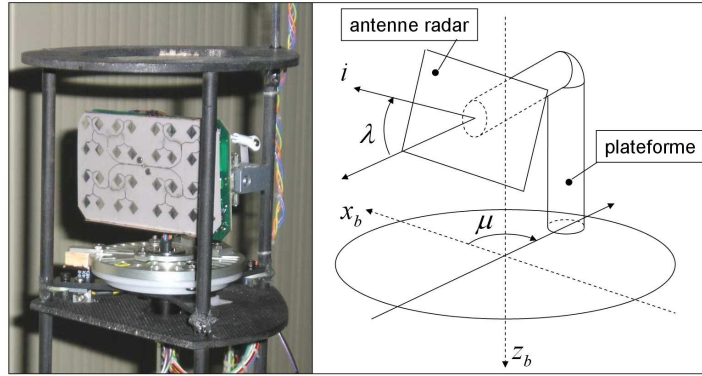 antenne radar
i
λ
plateforme
x_b
μ
z_b